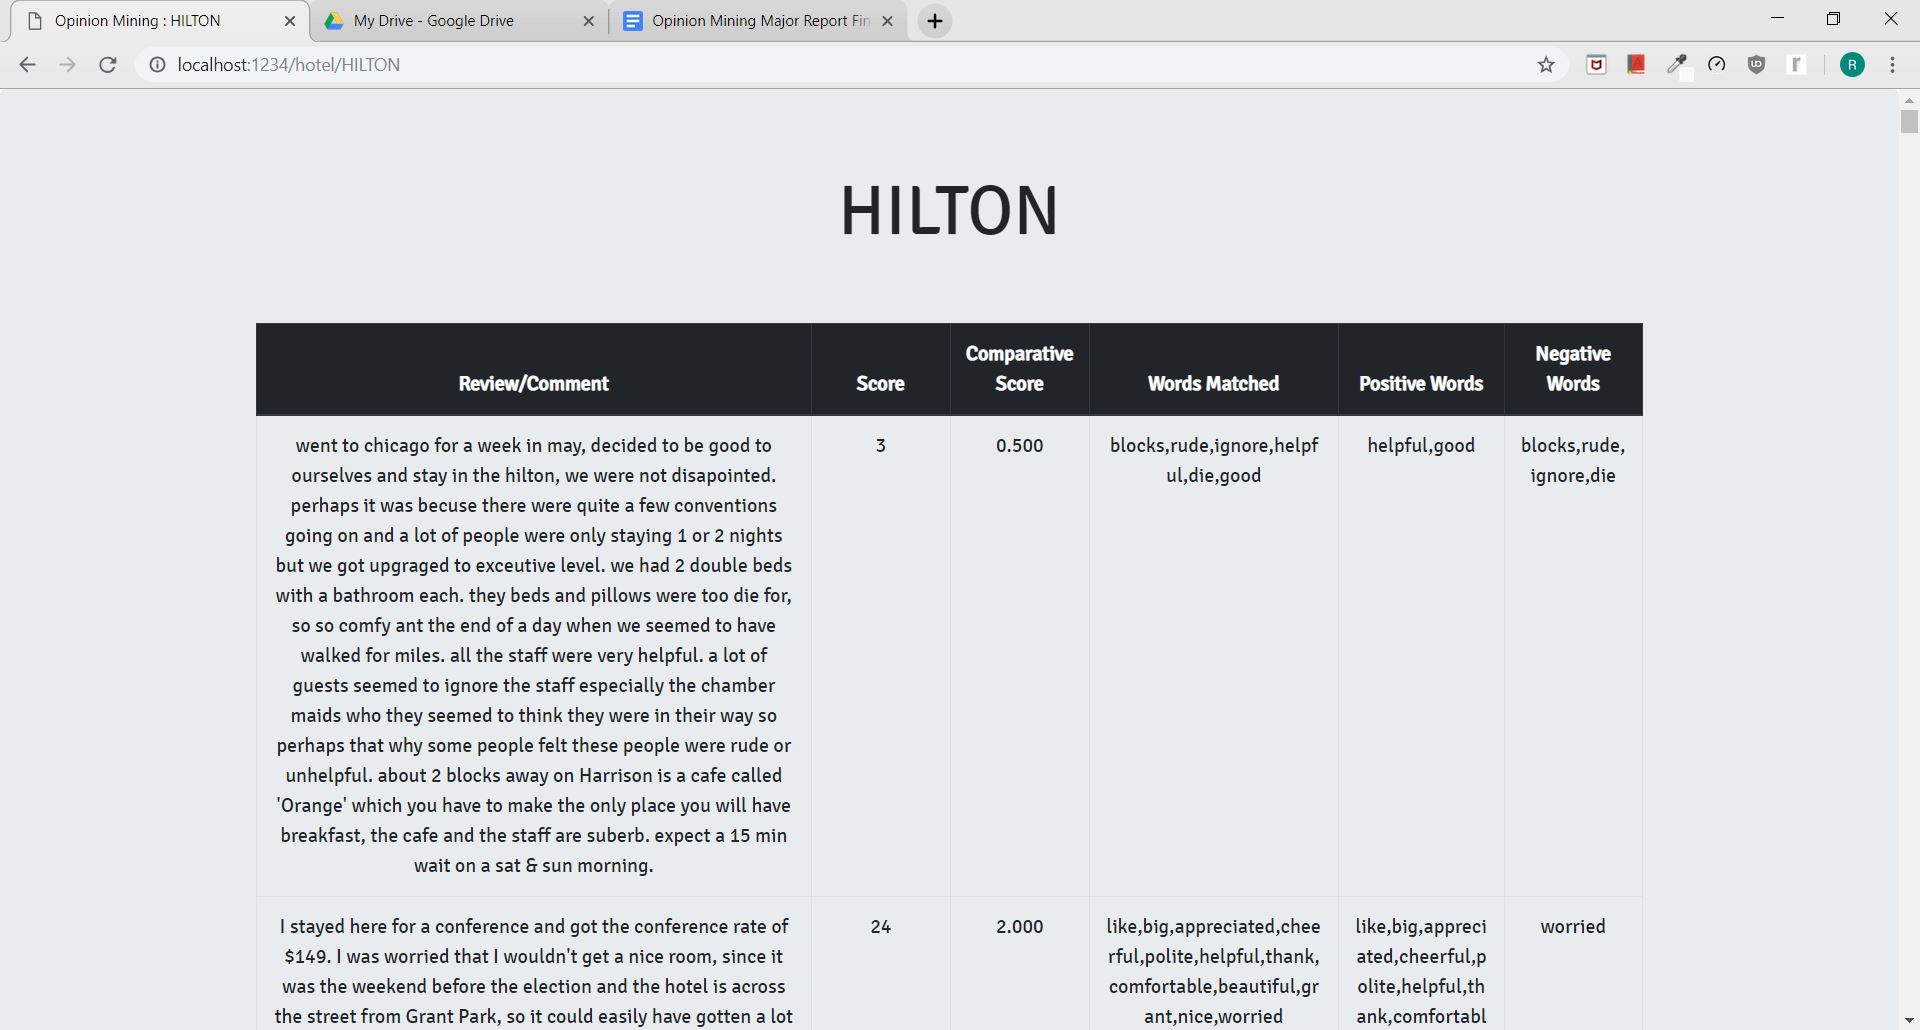 Opinion Mining : HILTON
My Drive - Google Drive
Opinion Mining Major Report Fin
localhost:1234/hotel/HILTON
R
HILTON
Review/Comment
Score
Comparative
Score
Words Matched
Positive Words
Negative
Words
went to chicago for a week in may, decided to be good to
ourselves and stay in the hilton, we were not disapointed.
perhaps it was becuse there were quite a few conventions
going on and a lot of people were only staying 1 or 2 nights
but we got upgraged to exceutive level. we had 2 double beds
with a bathroom each. they beds and pillows were too die for,
so so comfy ant the end of a day when we seemed to have
walked for miles. all the staff were very helpful. a lot of
guests seemed to ignore the staff especially the chamber
maids who they seemed to think they were in their way so
perhaps that why some people felt these people were rude or
unhelpful. about 2 blocks away on Harrison is a cafe called
'Orange' which you have to make the only place you will have
breakfast, the cafe and the staff are suberb. expect a 15 min
wait on a sat & sun morning.
3
0.500
blocks,rude,ignore,helpf
ul,die,good
helpful,good
blocks,rude,
ignore,die
I stayed here for a conference and got the conference rate of
$149. I was worried that I wouldn't get a nice room, since it
was the weekend before the election and the hotel is across
the street from Grant Park, so it could easily have gotten a lot
24
2.000
like,big,appreciated,chee
rful,polite,helpful,thank,
comfortable,beautiful,gr
ant,nice,worried
like,big,appreci
ated,cheerful,p
olite,helpful,th
ank,comfortabl
worried